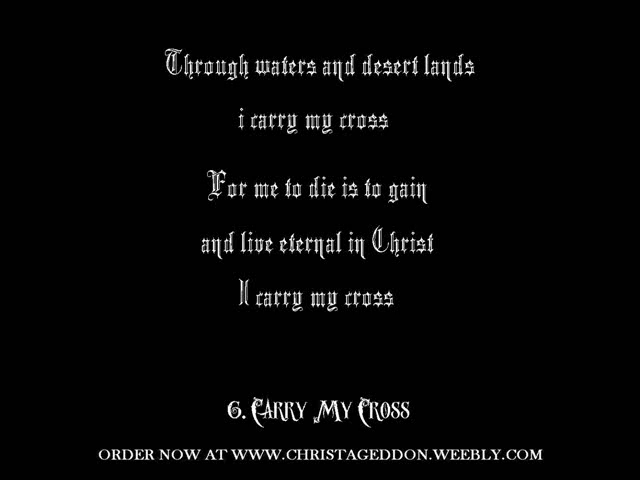 Through waters and desert lands
i carry my cross
For me to die is to gain
and live eternal in Christ
I carry my cross
6. Carry My Cross
ORDER NOW AT WWW.CHRISTAGEDDON.WEEBLY.COM